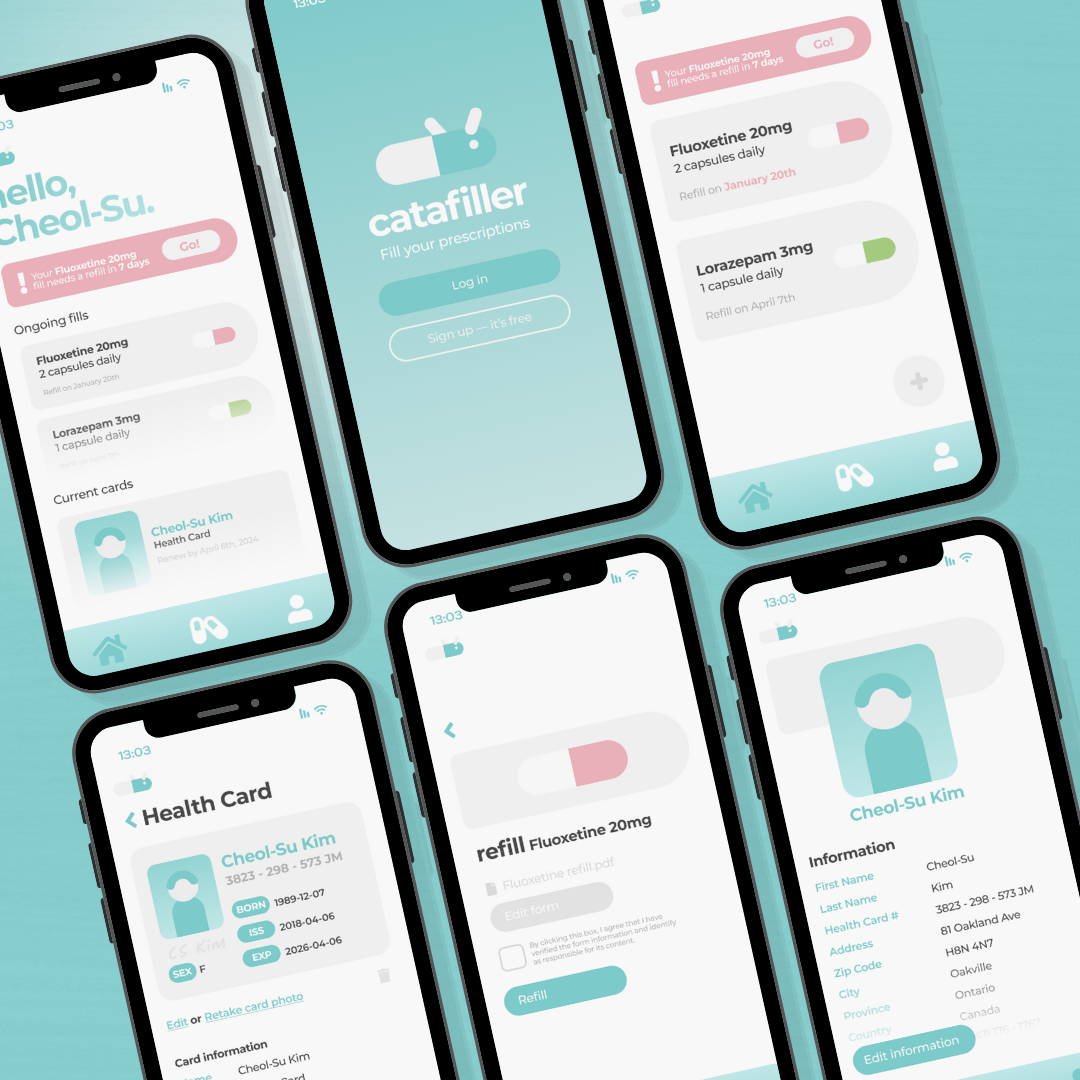 03
hello,
Cheol-Su.
Your Fluoxetine 20mg
fill needs a refill in 7 days
Go!
Ongoing fills
Fluoxetine 20mg
2 capsules daily
Refill on January 20th
Lorazepam 3mg
1 capsule daily
Refill on April 7th
Current cards
Cheol-Su Kim
Health Card
Renew by April 6th, 2024
13:03
catafiller
Fill your prescriptions
Log in
Sign up — it's free
Your Fluoxetine 20mg
fill needs a refill in 7 days
Go!
Fluoxetine 20mg
2 capsules daily
Refill on January 20th
Lorazepam 3mg
1 capsule daily
Refill on April 7th
13:03
Health Card
Cheol-Su Kim
3823 - 298 - 573 JM
BORN 1989-12-07
ISS 2018-04-06
EXP 2026-04-06
CS Kim
SEX F
Edit or Retake card photo
Card information
Name Cheol-Su Kim
Card
13:03
refill Fluoxetine 20mg
Fluoxetine refill.pdf
Edit form
By clicking this box, I agree that I have
verified the form information and identify
as responsible for its content.
Refill
13:03
Cheol-Su Kim
Information
First Name Cheol-Su
Last Name Kim
Health Card # 3823 - 298 - 573 JM
Address 81 Oakland Ave
Zip Code H8N 4N7
City Oakville
Province Ontario
Country Canada
Edit information